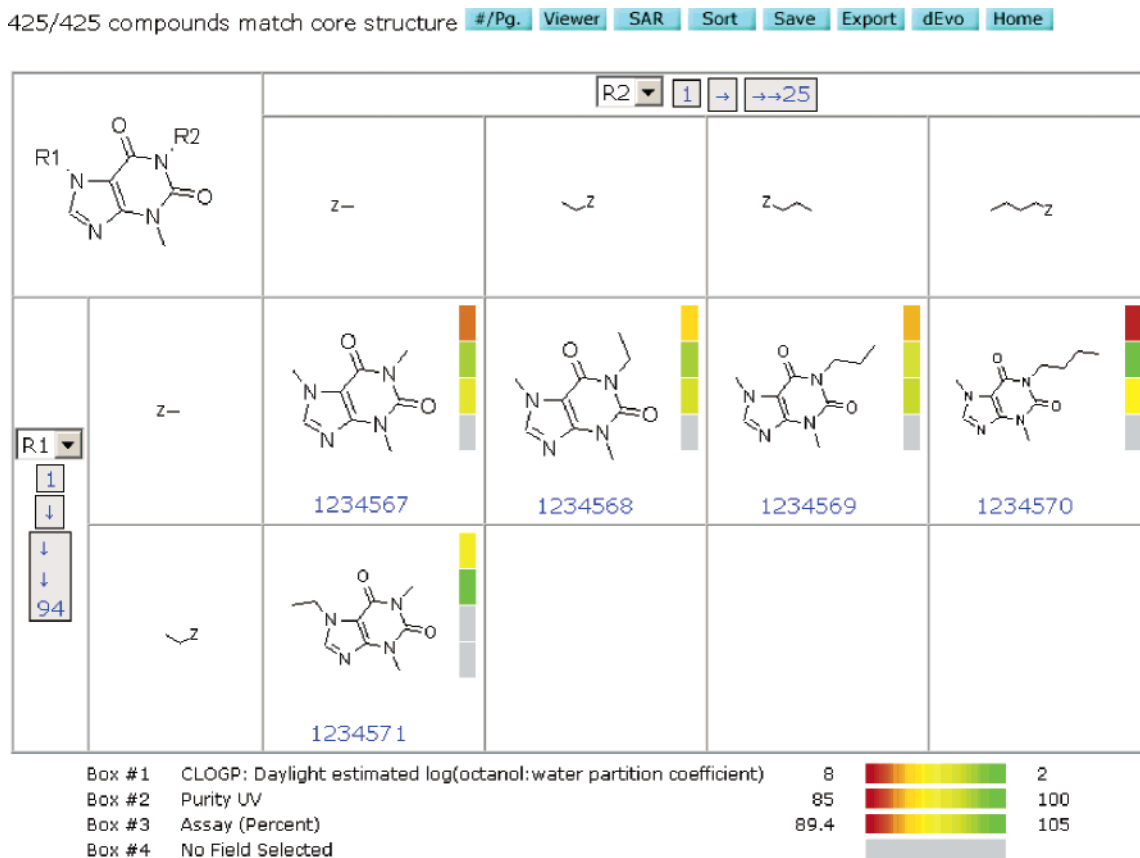 425/425 compounds match core structure #/Pg. Viewer SAR Sort Save Export dEvo Home
R2 1 → →→25
O
R1 R2
N N
O
N N
Z
Z
Z
Z
Z
O
N N
O
N N
1234567
O
N N
O
N N
1234568
O
N N
O
N N
1234569
O
N N
O
N N
1234570
R1
1
↓
↓
↓
94
Z
O
N N
O
N N
1234571
Box #1 CLOGP: Daylight estimated log(octanol:water partition coefficient) 8 2
Box #2 Purity UV 85 100
Box #3 Assay (Percent) 89.4 105
Box #4 No Field Selected